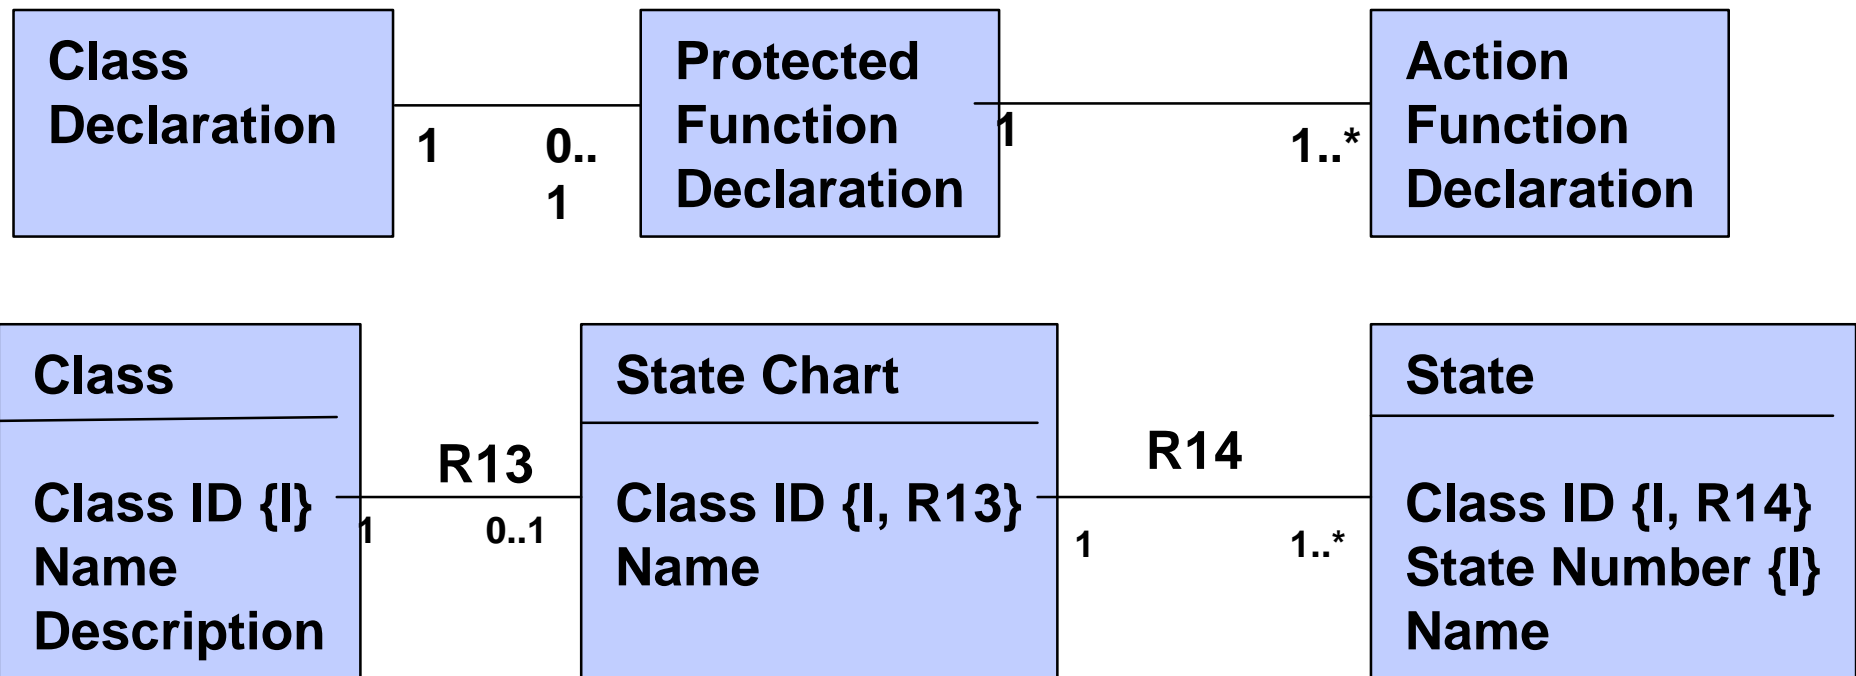 Class
Declaration
1
0..
1
Protected
Function
Declaration
1
1..*
Action
Function
Declaration
Class
Class ID {I}
Name
Description
R13
1
0..1
State Chart
Class ID {I, R13}
Name
R14
1
1..*
State
Class ID {I, R14}
State Number {I}
Name